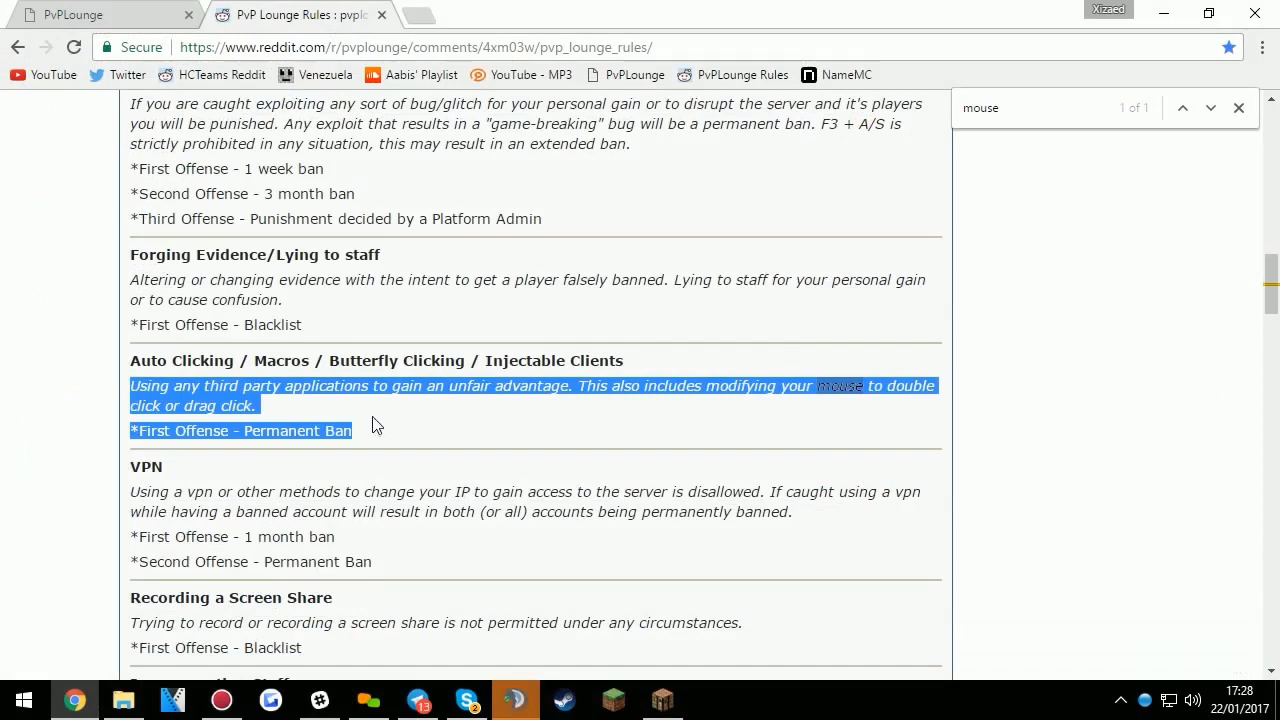 PvPLounge
PvP Lounge Rules : pvplc
Xizaed
Secure
https://www.reddit.com/r/pvplounge/comments/4xm03w/pvp_lounge_rules/
YouTube
Twitter
HCTeams Reddit
Venezuela
Aabis' Playlist
YouTube - MP3
PvPLounge
PvPLounge Rules
NameMC
mouse
1 of 1
If you are caught exploiting any sort of bug/glitch for your personal gain or to disrupt the server and it's players
you will be punished. Any exploit that results in a "game-breaking" bug will be a permanent ban. F3 + A/S is
strictly prohibited in any situation, this may result in an extended ban.
*First Offense - 1 week ban
*Second Offense - 3 month ban
*Third Offense - Punishment decided by a Platform Admin
Forging Evidence/Lying to staff
Altering or changing evidence with the intent to get a player falsely banned. Lying to staff for your personal gain
or to cause confusion.
*First Offense - Blacklist
Auto Clicking / Macros / Butterfly Clicking / Injectable Clients
Using any third party applications to gain an unfair advantage. This also includes modifying your mouse to double
click or drag click.
*First Offense - Permanent Ban
VPN
Using a vpn or other methods to change your IP to gain access to the server is disallowed. If caught using a vpn
while having a banned account will result in both (or all) accounts being permanently banned.
*First Offense - 1 month ban
*Second Offense - Permanent Ban
Recording a Screen Share
Trying to record or recording a screen share is not permitted under any circumstances.
*First Offense - Blacklist
13
2
17:28
22/01/2017